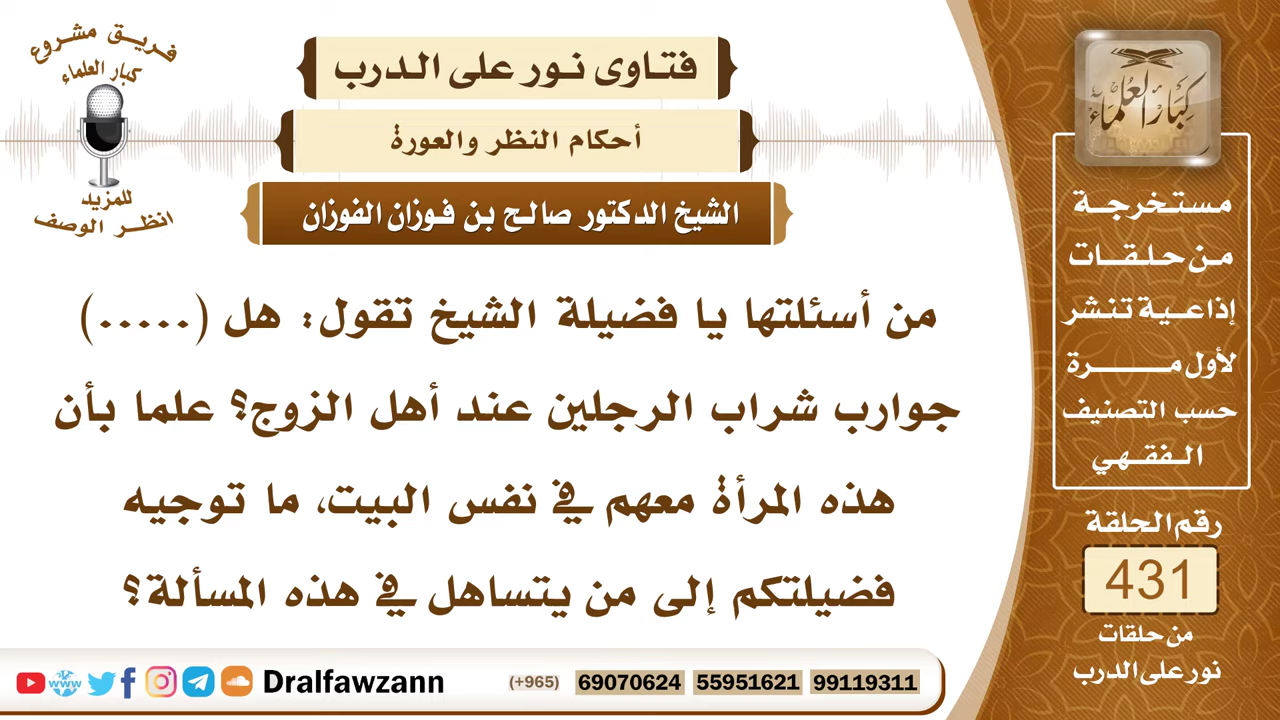 فريق مشروع
كبار العلماء
للمزيد
انظر الوصف
فتاوى نور على الدرب
أحكام النظر والعورة
الشيخ الدكتور صالح بن فوزان الفوزان
من أسئلتها يا فضيلة الشيخ تقول: هل (.....)
جوارب شراب الرجلين عند أهل الزوج؟ علما بأن
هذه المرأة معهم في نفس البيت، ما توجيه
فضيلتكم إلى من يتساهل في هذه المسألة؟
كبار العلماء
مستخرجة
من حلقات
إذاعية تنشر
لأول مرة
حسب التصنيف
الفقهي
رقم الحلقة
431
من حلقات
نور على الدرب
www
Dralfawzann (+965) 69070624 55951621 99119311